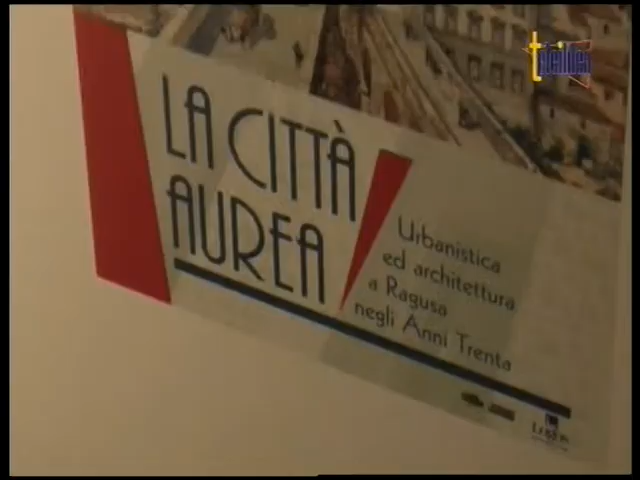 LA CITTÀ
AUREA
Urbanistica
ed architettura
a Ragusa
negli Anni Trenta